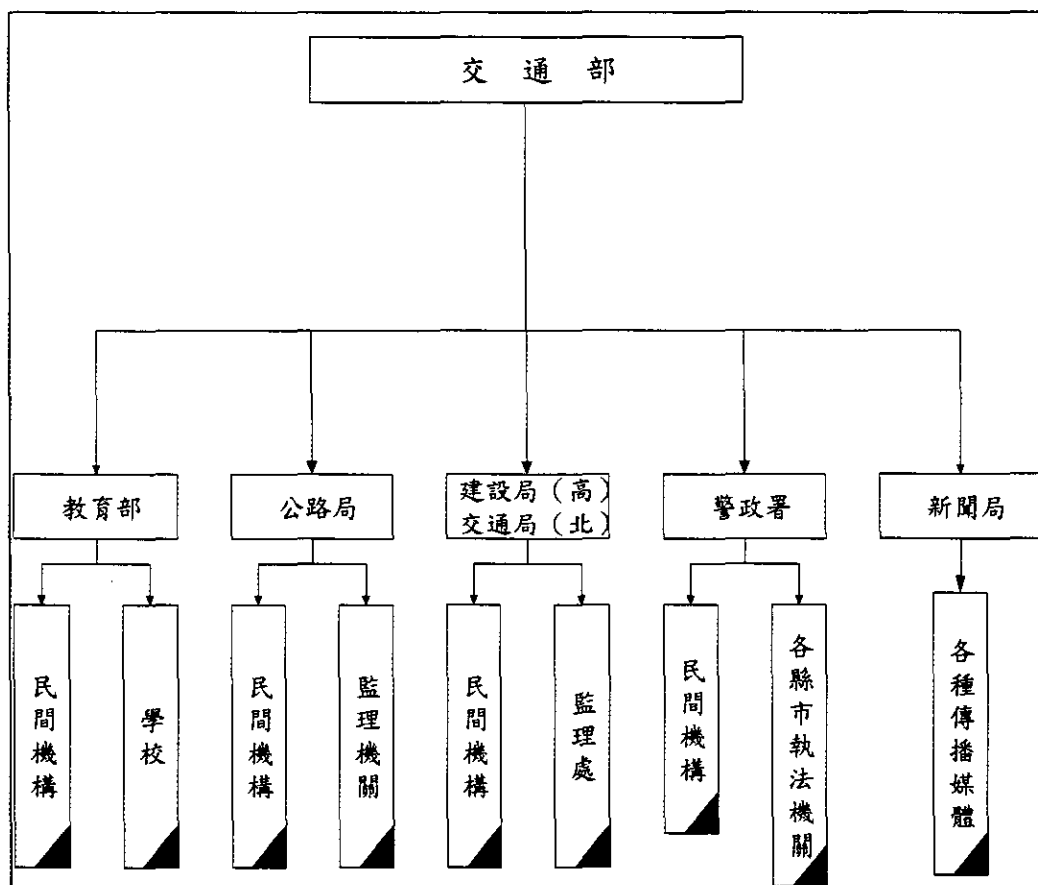 交通部
教育部
公路局
建設局（高）
交通局（北）
警政署
新聞局
民間機構
學校
民間機構
監理機關
民間機構
監理處
民間機構
各縣市執法機關
各種傳播媒體